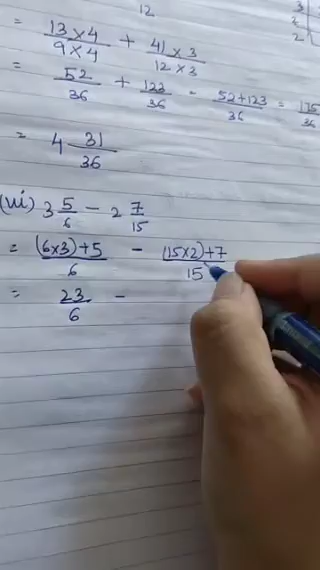 12
= 13×4/9×4 + 41×3/12×3
= 52/36 + 123/36 = 52+123/36 = 175/36
= 4 31/36
(vii) 3 5/6 - 2 7/15
= (6×3)+5/6 - (15×2)+7/15
= 23/6 -